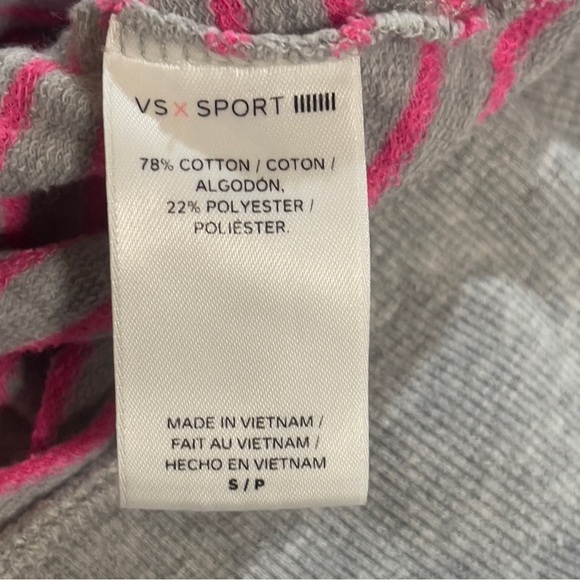 VS x SPORT
78% COTTON / COTON /
ALGODÓN,
22% POLYESTER /
POLIÉSTER.
MADE IN VIETNAM /
FAIT AU VIETNAM /
HECHO EN VIETNAM
S / P